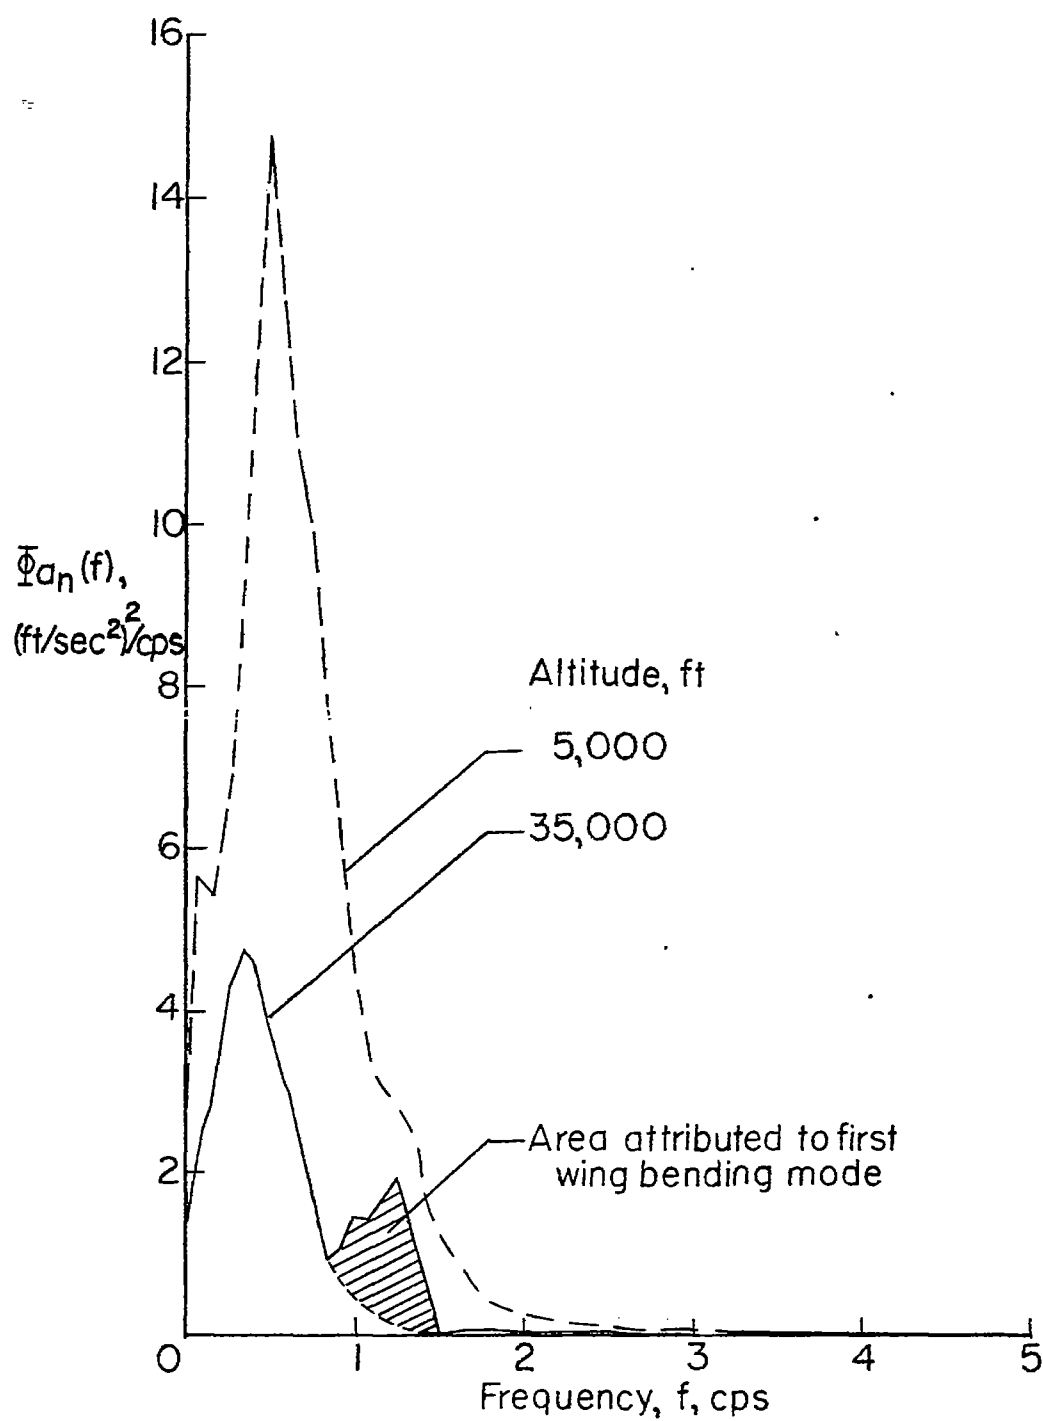 16
14
12
10
Φa_n(f),
(ft/sec²)²/cps
8
Altitude, ft
5,000
35,000
6
4
2
Area attributed to first
wing bending mode
0 1 2 3 4 5
Frequency, f, cps